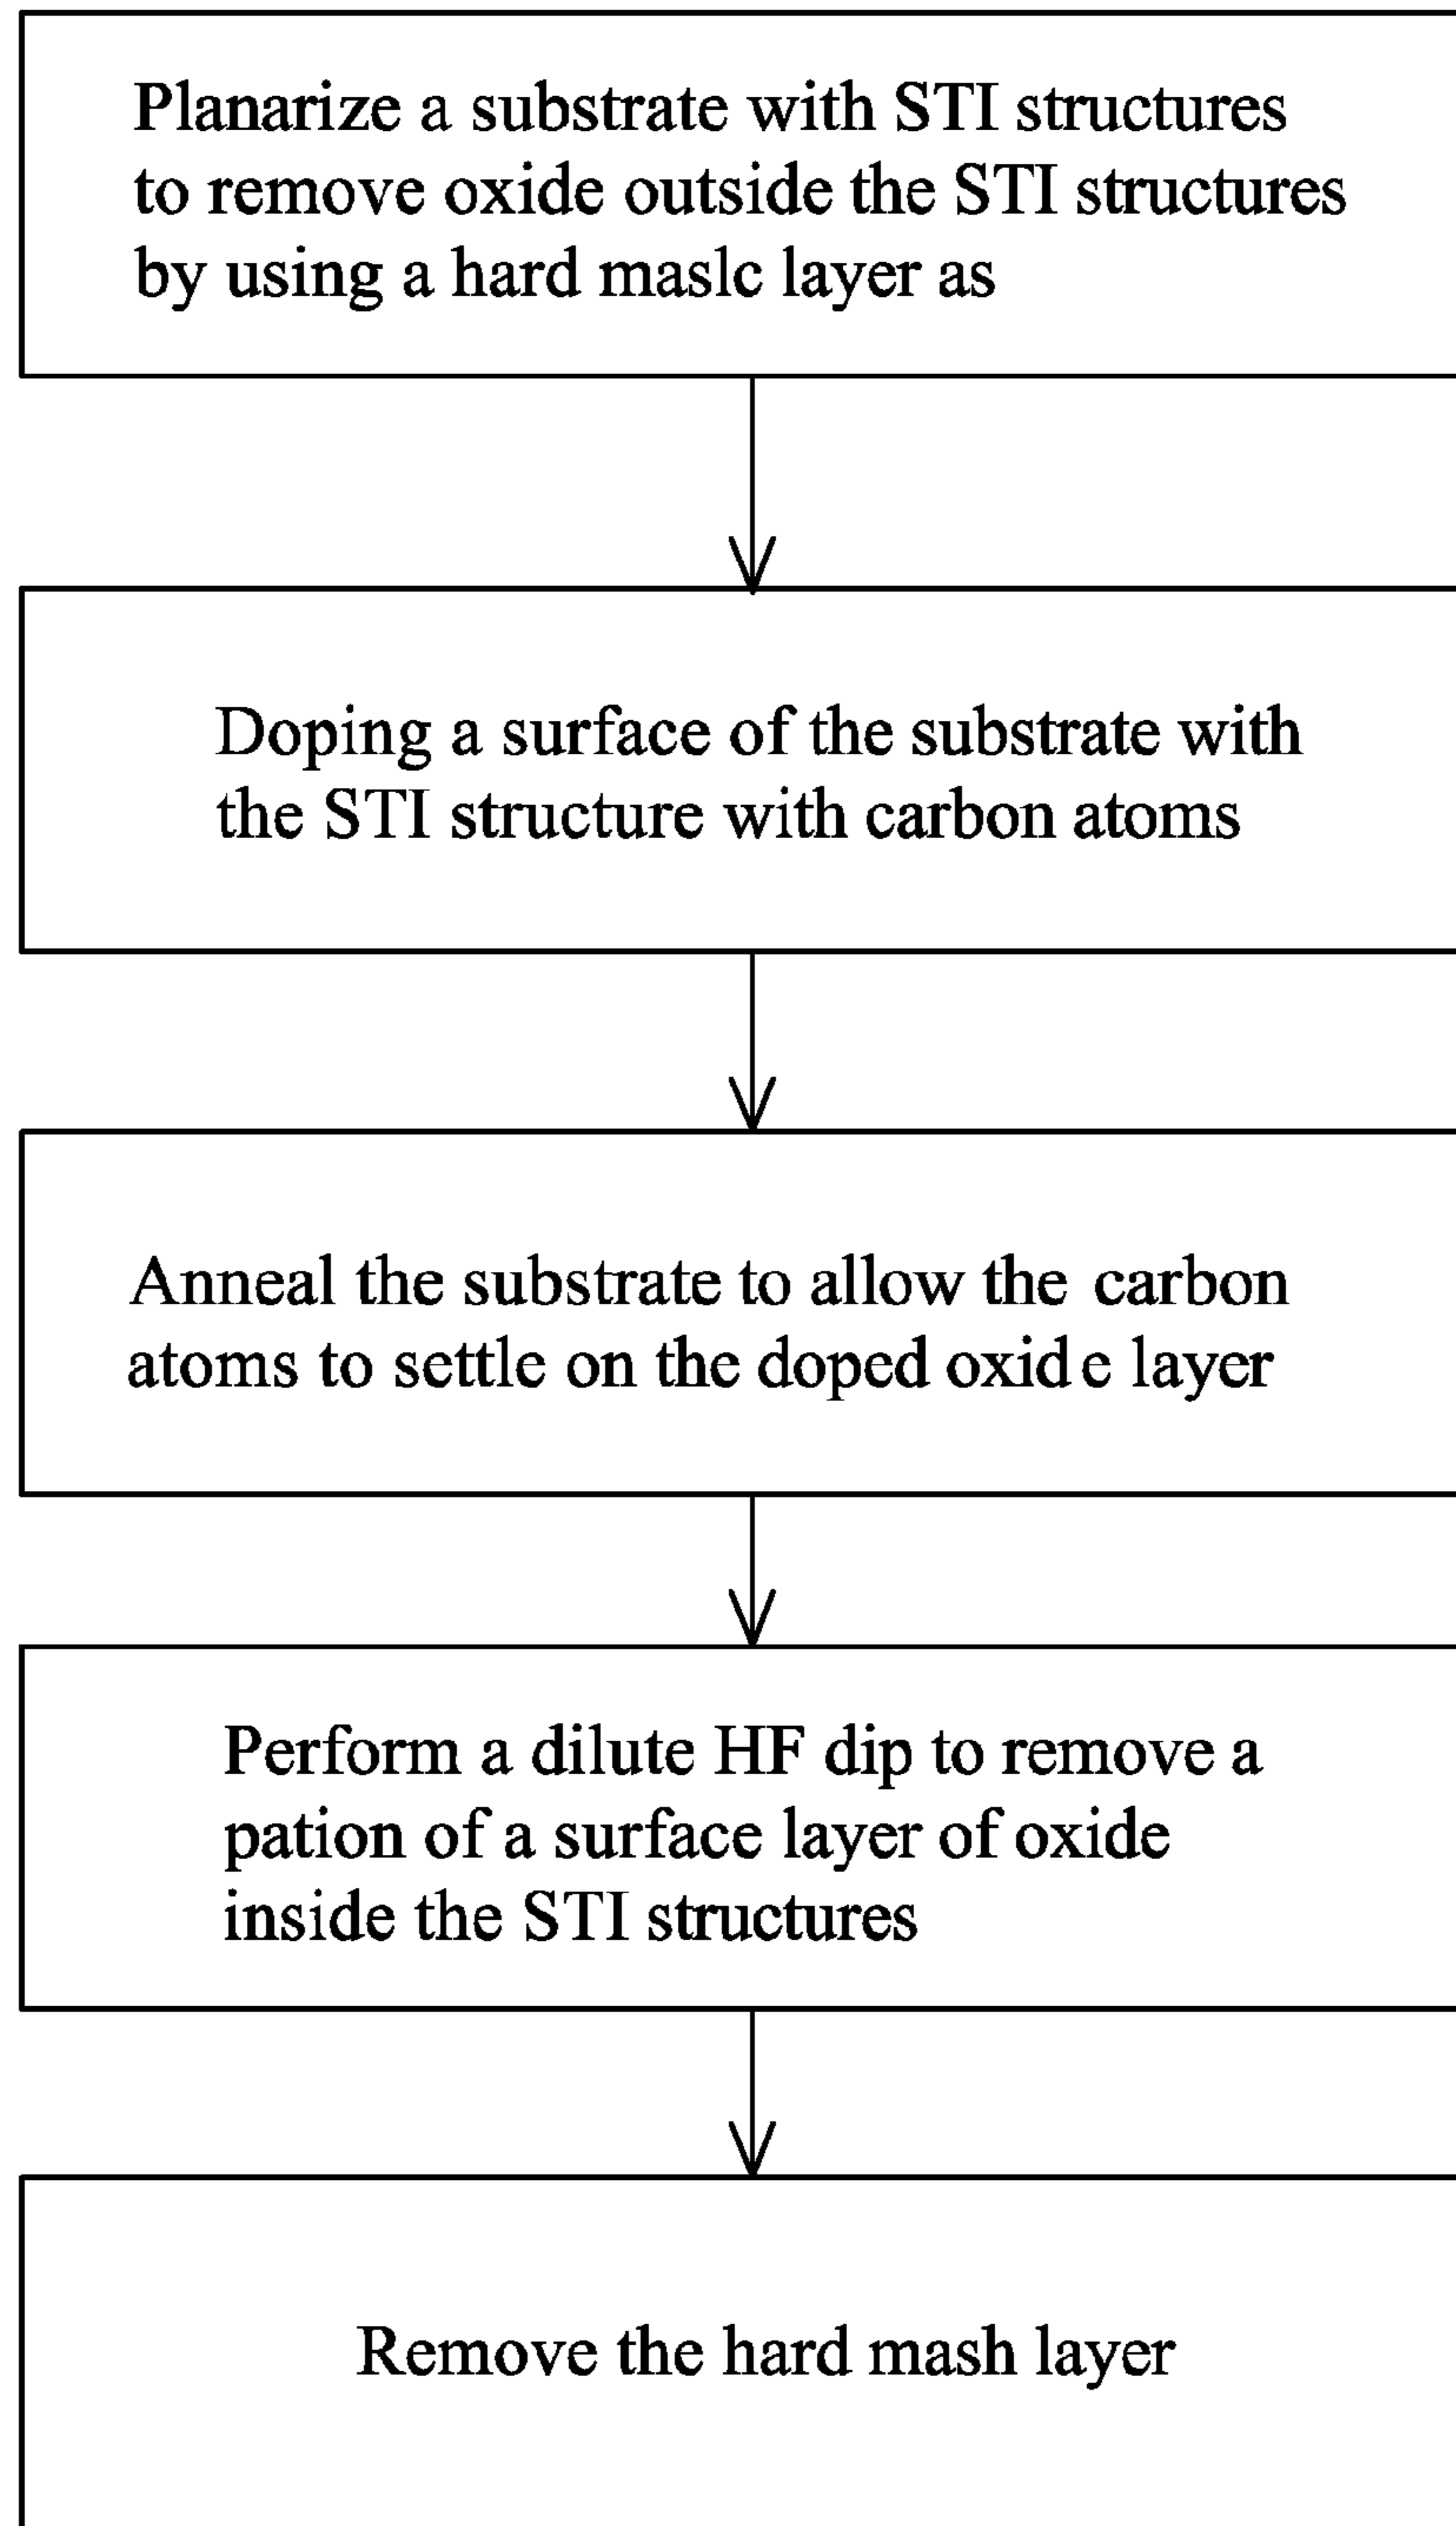 Planarize a substrate with STI structures
to remove oxide outside the STI structures
by using a hard maslc layer as
Doping a surface of the substrate with
the STI structure with carbon atoms
Anneal the substrate to allow the carbon
atoms to settle on the doped oxide layer
Perform a dilute HF dip to remove a
pation of a surface layer of oxide
inside the STI structures
Remove the hard mash layer